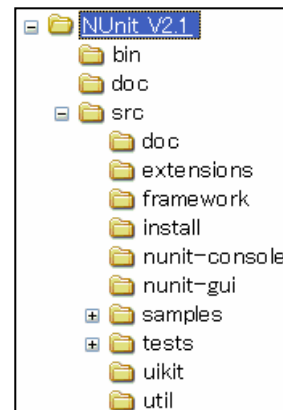 NUnit V2.1
bin
doc
src
doc
extensions
framework
install
nunit-console
nunit-gui
samples
tests
uikit
util